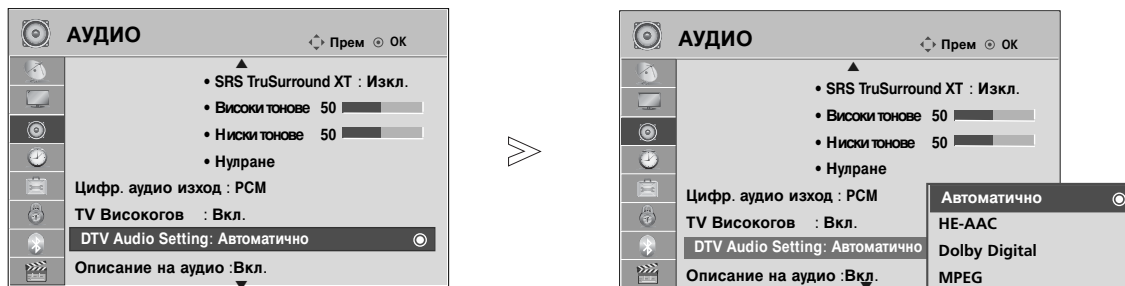 АУДИО
Прем ОК
• SRS TruSurround XT : Изкл.
• Високи тонове 50
• Ниски тонове 50
• Нулране
Цифр. аудио изход : PCM
TV Високогов : Вкл.
DTV Audio Setting: Автоматично
Описание на аудио :Вкл.
>
АУДИО
Прем ОК
• SRS TruSurround XT : Изкл.
• Високи тонове 50
• Ниски тонове 50
• Нулране
Цифр. аудио изход : PCM
TV Високогов : Вкл.
DTV Audio Setting: Автоматично
Описание на аудио :Вкл.
Автоматично
HE-AAC
Dolby Digital
MPEG